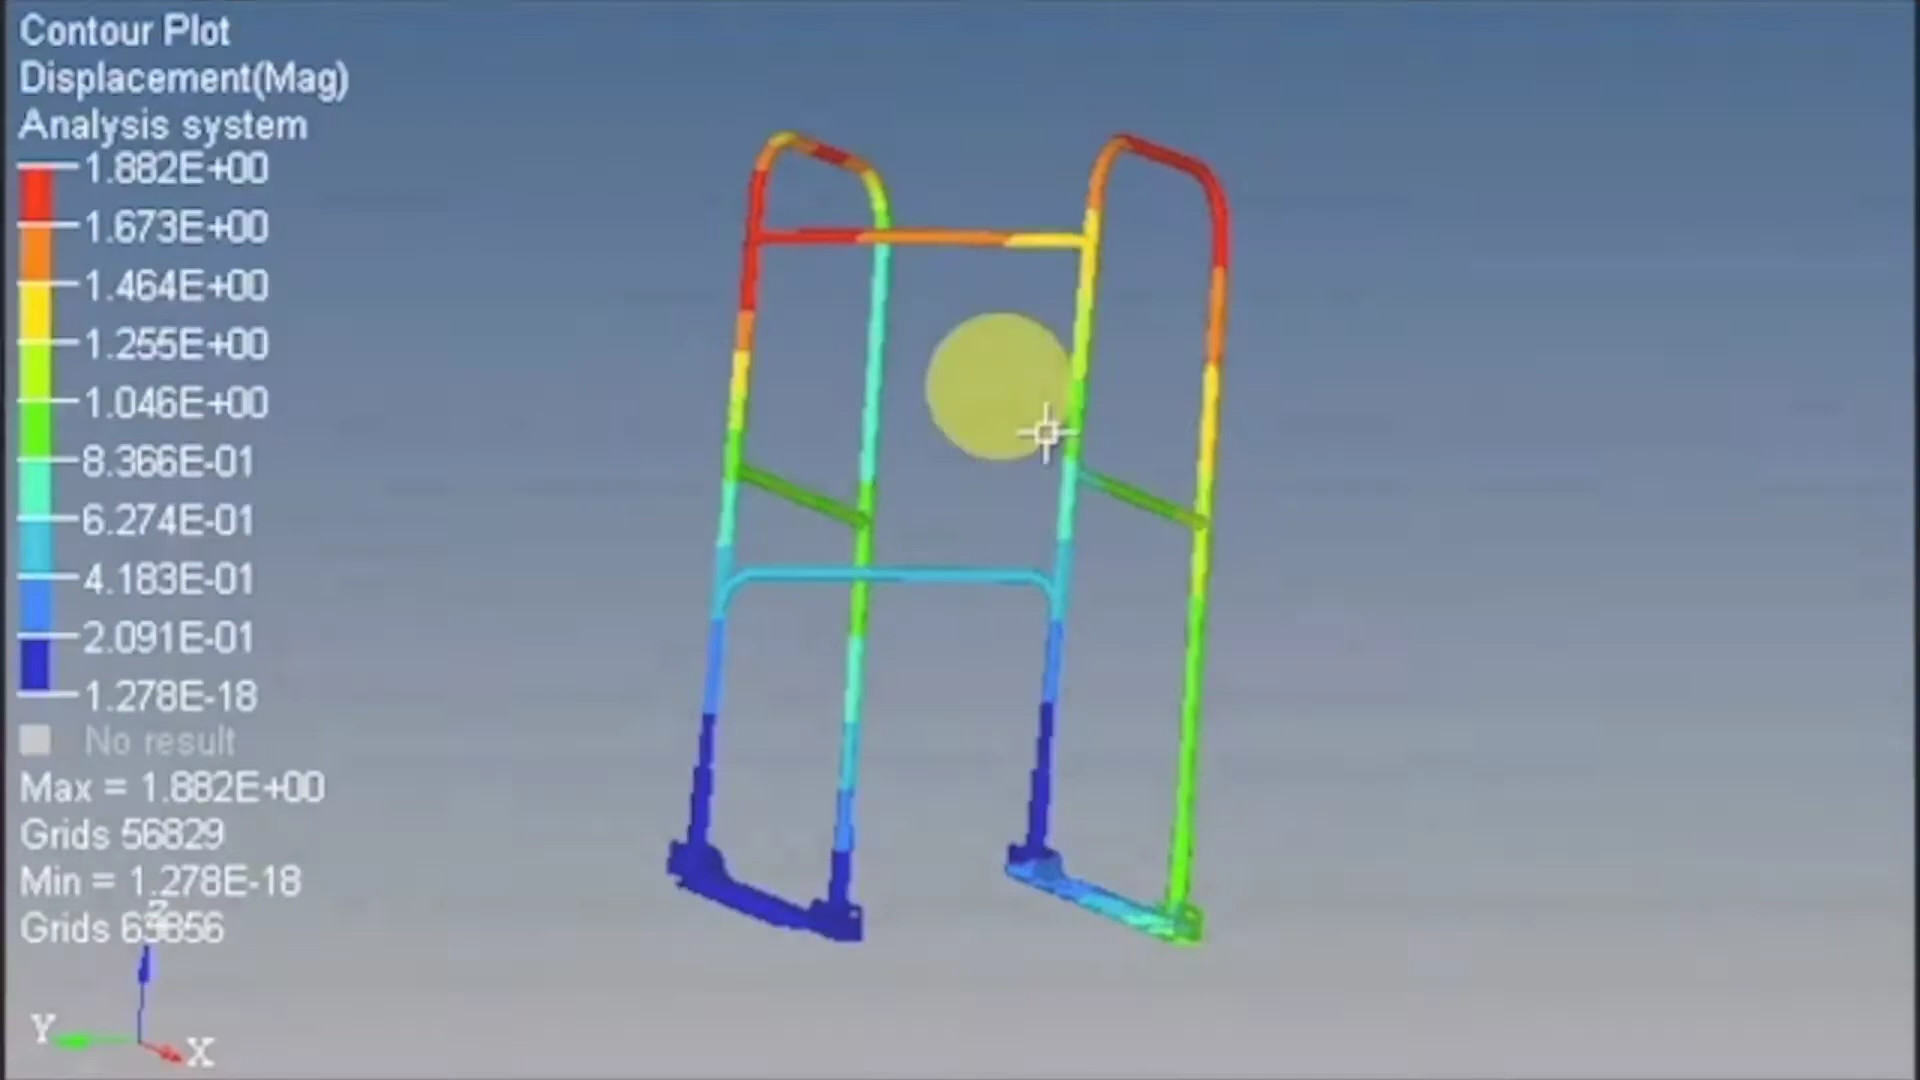 Contour Plot
Displacement(Mag)
Analysis system
1.882E+00
1.673E+00
1.464E+00
1.255E+00
1.046E+00
8.366E-01
6.274E-01
4.183E-01
2.091E-01
1.278E-18
No result
Max = 1.882E+00
Grids 56829
Min = 1.278E-18
Grids 63856
Z
Y
X